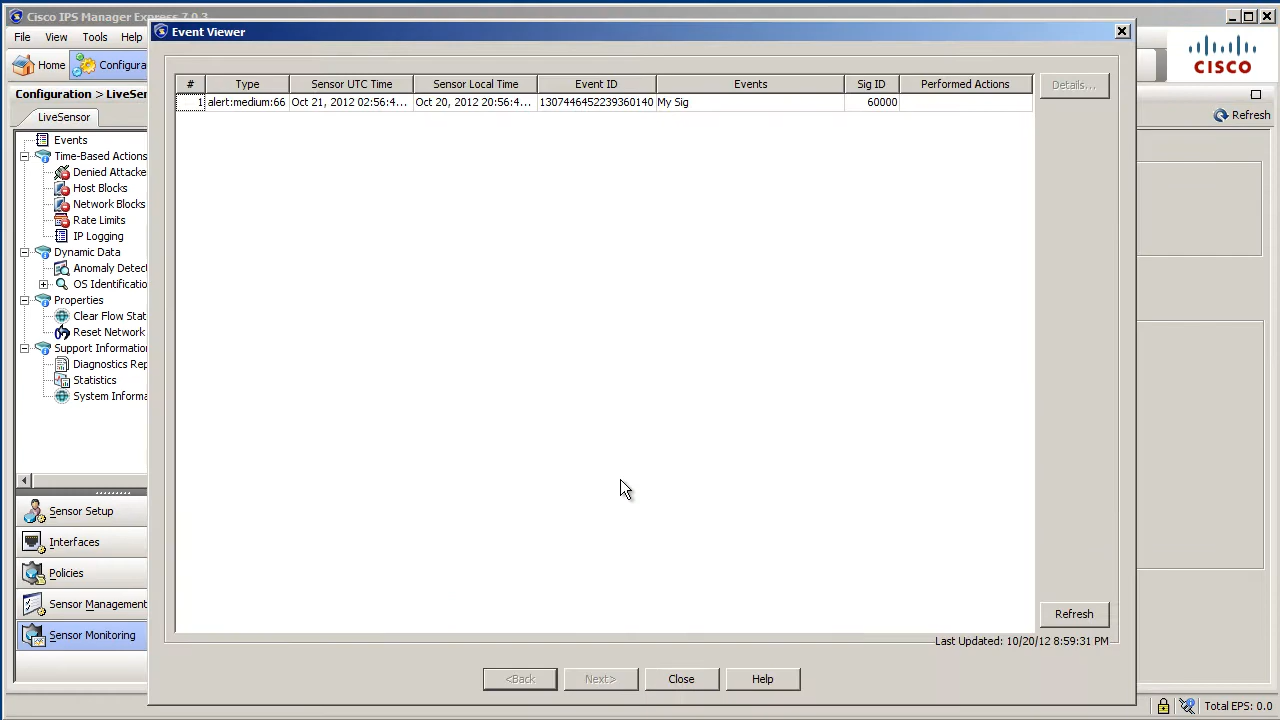 Cisco IPS Manager Express 7.0.3
File View Tools Help
Home Configura
CISCO
Configuration > LiveSen
Refresh
LiveSensor
Events
Time-Based Actions
Denied Attacke
Host Blocks
Network Blocks
Rate Limits
IP Logging
Dynamic Data
Anomaly Detec
OS Identificatio
Properties
Clear Flow Stat
Reset Network
Support Informatio
Diagnostics Rep
Statistics
System Informa
Sensor Setup
Interfaces
Policies
Sensor Management
Sensor Monitoring
Event Viewer
# Type Sensor UTC Time Sensor Local Time Event ID Events Sig ID Performed Actions
1 alert:medium:66 Oct 21, 2012 02:56:4... Oct 20, 2012 20:56:4... 1307446452239360140 My Sig 60000
Details...
Refresh
Last Updated: 10/20/12 8:59:31 PM
<Back Next> Close Help
Total EPS: 0.0